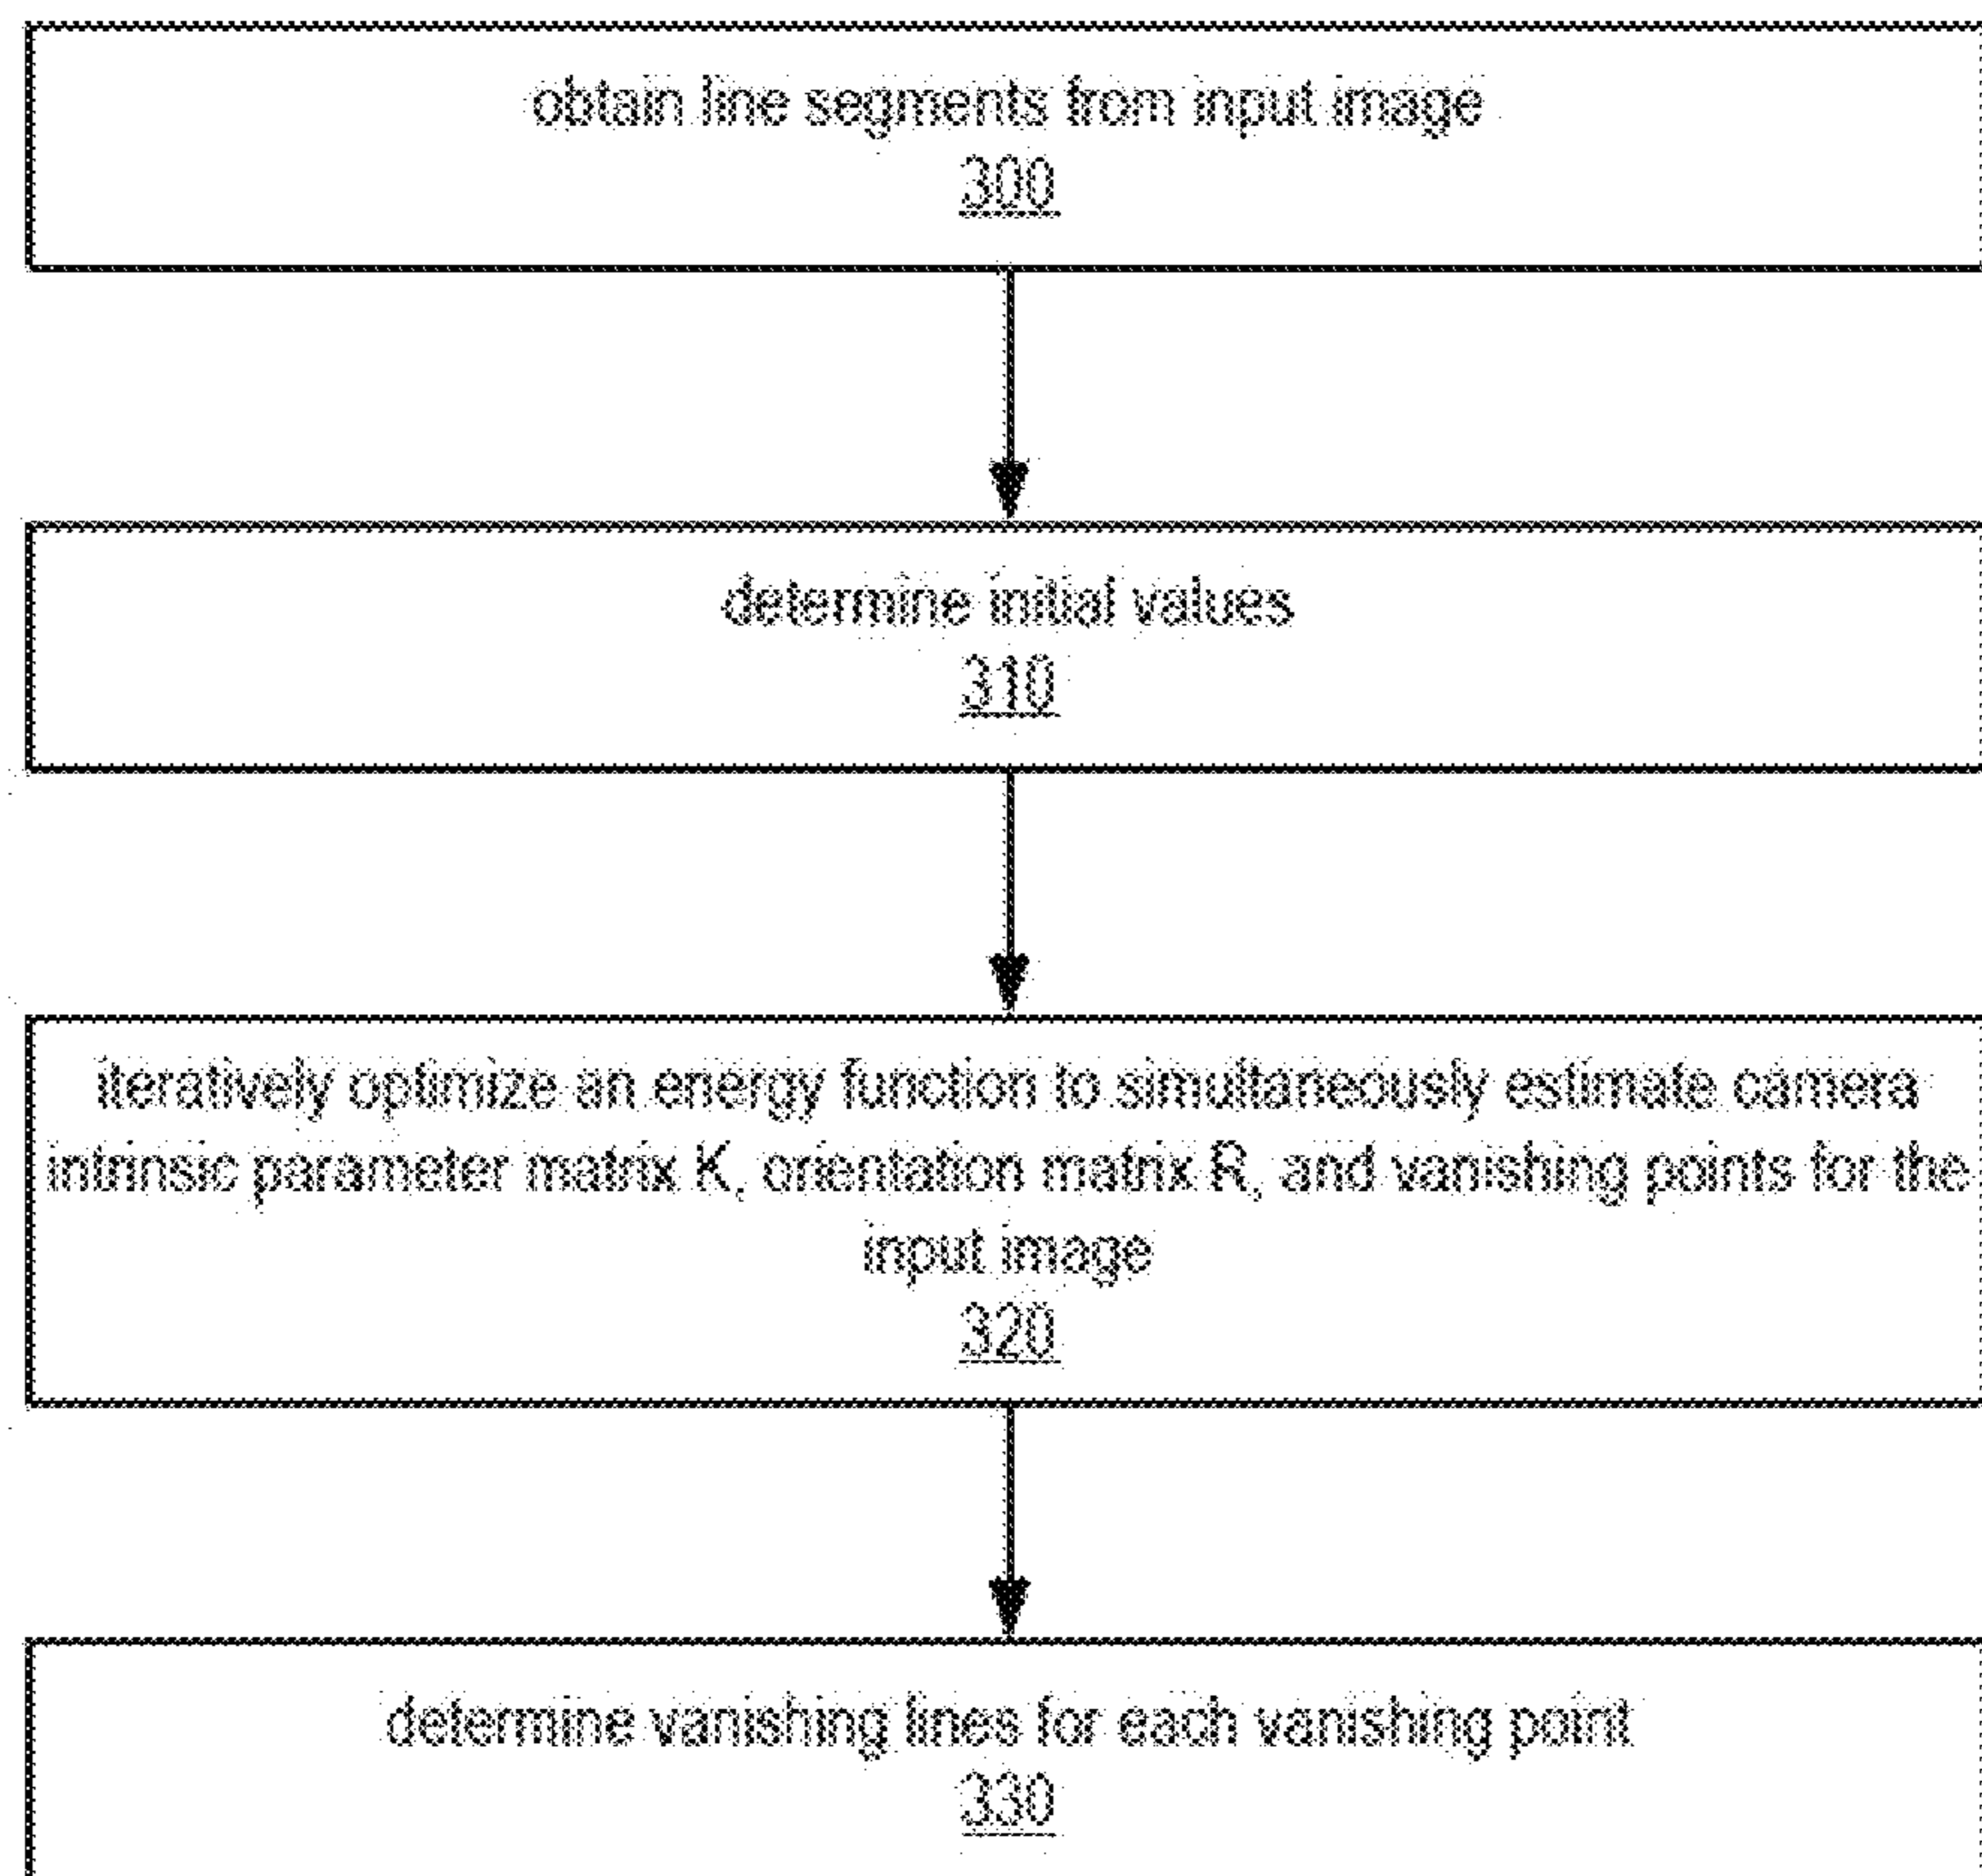 obtain line segments from input image
300
determine initial values
310
iteratively optimize an energy function to simultaneously estimate camera
intrinsic parameter matrix K, orientation matrix R, and vanishing points for the
input image
320
determine vanishing lines for each vanishing point
330